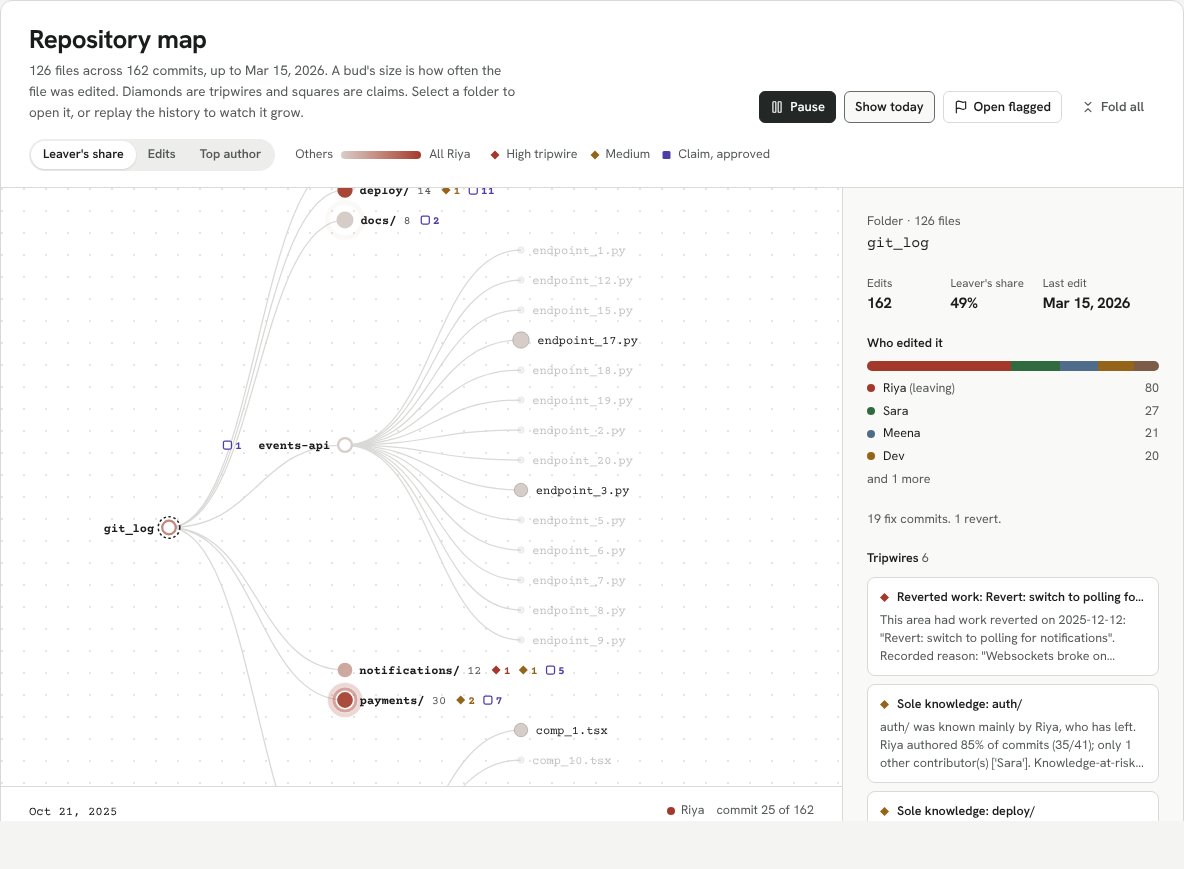 Repository map
126 files across 162 commits, up to Mar 15, 2026. A bud's size is how often the
file was edited. Diamonds are tripwires and squares are claims. Select a folder to
open it, or replay the history to watch it grow.
Pause
Show today
Open flagged
Fold all
Leaver's share
Edits
Top author
Others
All Riya
High tripwire
Medium
Claim, approved
deploy/ 14 1 11
docs/ 8 2
endpoint_1.py
endpoint_12.py
endpoint_15.py
endpoint_17.py
endpoint_18.py
endpoint_19.py
endpoint_2.py
1 events-api
endpoint_20.py
endpoint_3.py
endpoint_5.py
git_log
endpoint_6.py
endpoint_7.py
endpoint_8.py
endpoint_9.py
notifications/ 12 1 1 5
payments/ 30 2 7
comp_1.tsx
comp_10.tsx
Oct 21, 2025
Riya commit 25 of 162
Folder · 126 files
git_log
Edits
Leaver's share
Last edit
162
49%
Mar 15, 2026
Who edited it
Riya (leaving) 80
Sara 27
Meena 21
Dev 20
and 1 more
19 fix commits. 1 revert.
Tripwires 6
Reverted work: Revert: switch to polling fo...
This area had work reverted on 2025-12-12:
"Revert: switch to polling for notifications".
Recorded reason: "Websockets broke on...
Sole knowledge: auth/
auth/ was known mainly by Riya, who has left.
Riya authored 85% of commits (35/41); only 1
other contributor(s) ['Sara']. Knowledge-at-risk...
Sole knowledge: deploy/